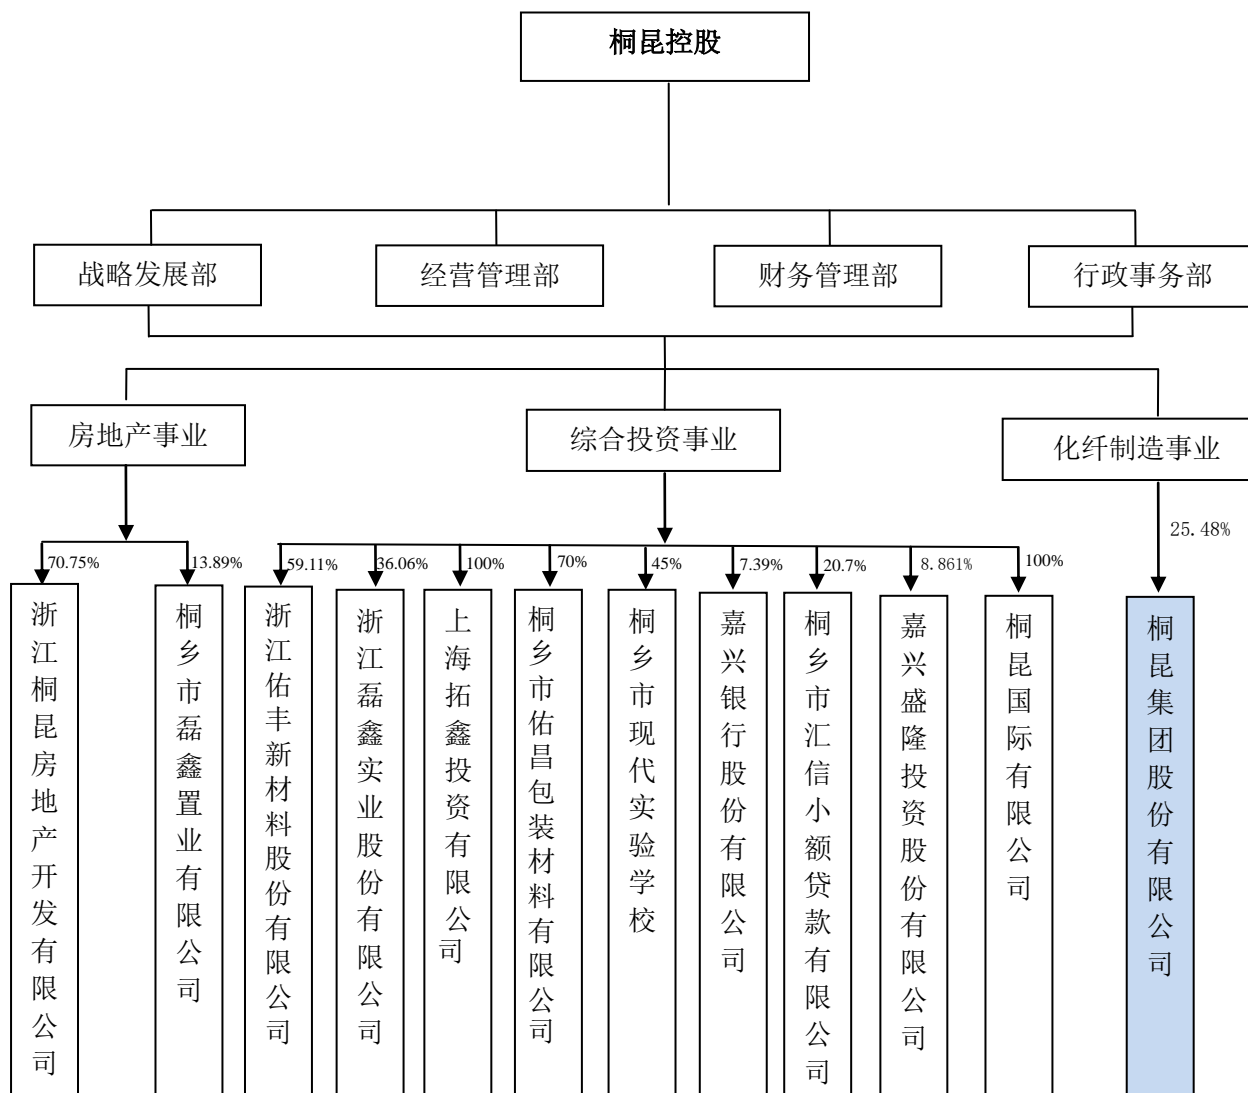 桐昆控股
战略发展部
经营管理部
财务管理部
行政事务部
房地产事业
综合投资事业
化纤制造事业
25.48%
70.75%
13.89%
59.11%
36.06%
100%
70%
45%
7.39%
20.7%
8.861%
100%
浙江桐昆房地产开发有限公司
桐乡市磊鑫置业有限公司
浙江佑丰新材料股份有限公司
浙江磊鑫实业股份有限公司
上海拓鑫投资有限公司
桐乡市佑昌包装材料有限公司
桐乡市现代实验学校
嘉兴银行股份有限公司
桐乡市汇信小额贷款有限公司
嘉兴盛隆投资股份有限公司
桐昆国际有限公司
桐昆集团股份有限公司